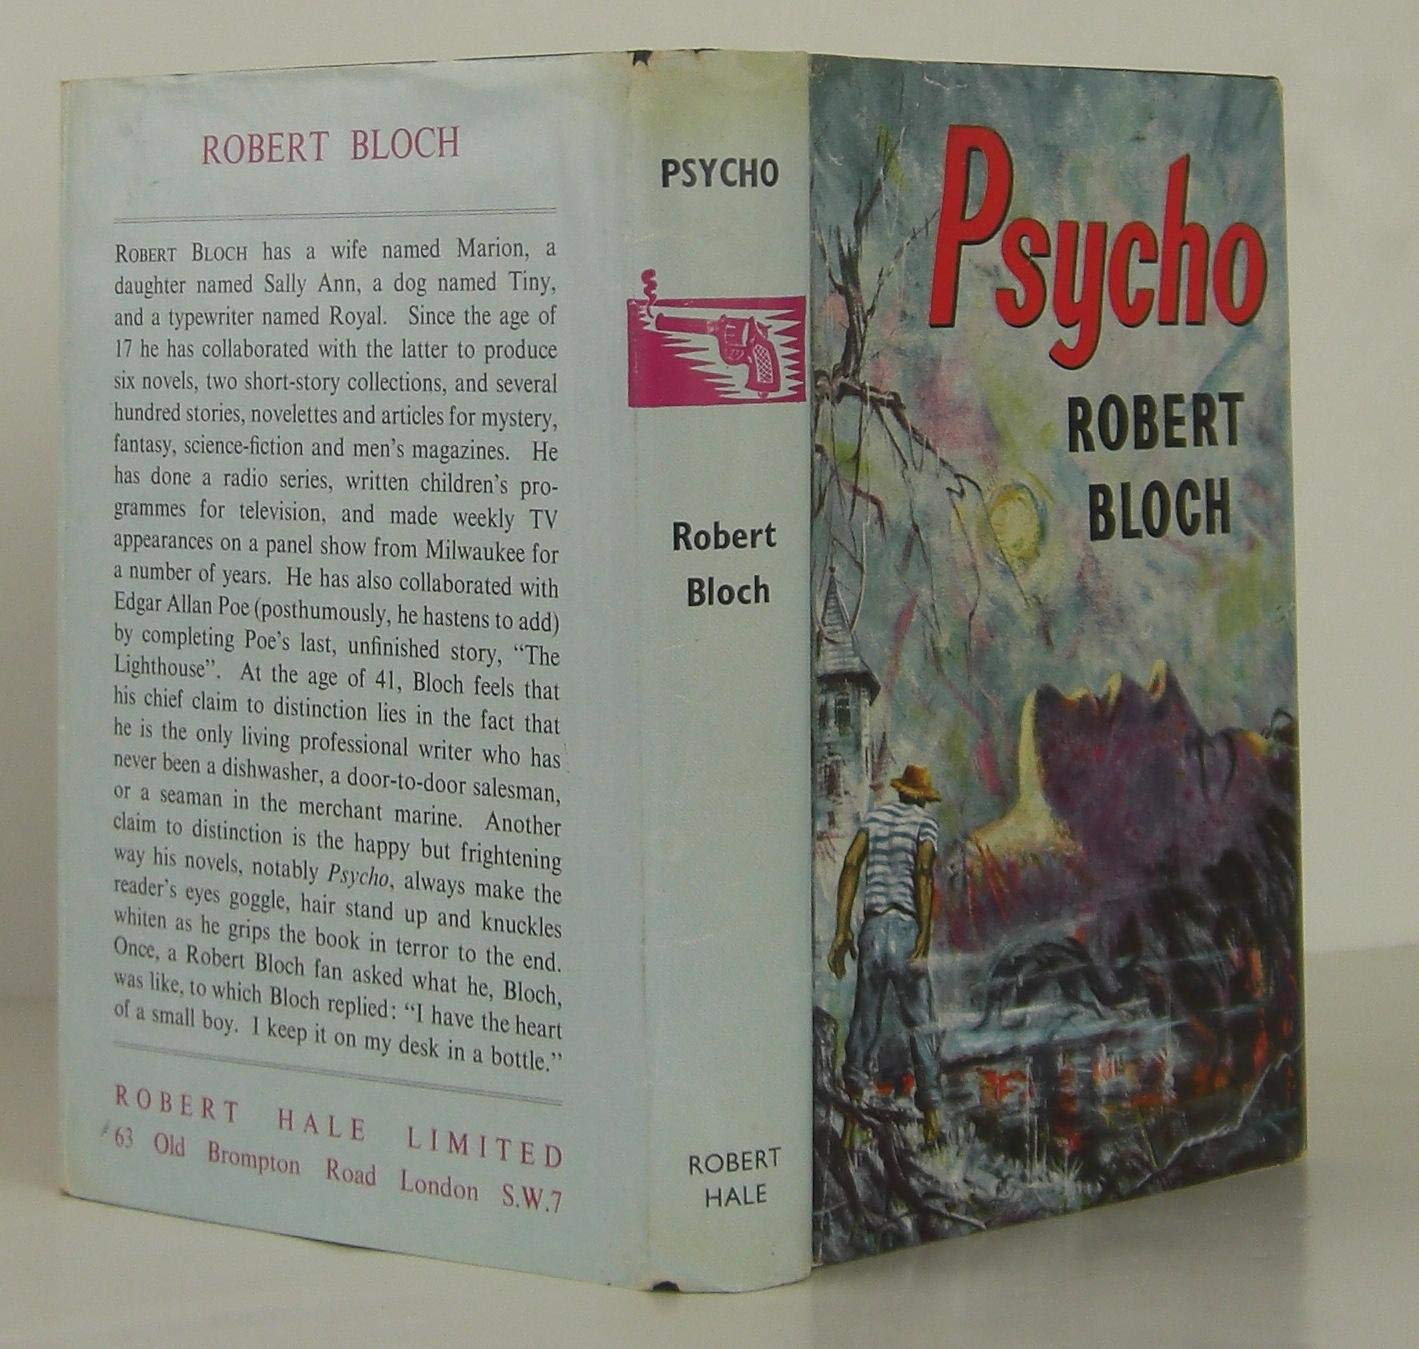 ROBERT BLOCH
ROBERT BLOCH has a wife named Marion, a
daughter named Sally Ann, a dog named Tiny,
and a typewriter named Royal. Since the age of
17 he has collaborated with the latter to produce
six novels, two short-story collections, and several
hundred stories, novelettes and articles for mystery,
fantasy, science-fiction and men's magazines. He
has done a radio series, written children's pro-
grammes for television, and made weekly TV
appearances on a panel show from Milwaukee for
a number of years. He has also collaborated with
Edgar Allan Poe (posthumously, he hastens to add)
by completing Poe's last, unfinished story, "The
Lighthouse". At the age of 41, Bloch feels that
his chief claim to distinction lies in the fact that
he is the only living professional writer who has
never been a dishwasher, a door-to-door salesman,
or a seaman in the merchant marine. Another
claim to distinction is the happy but frightening
way his novels, notably Psycho, always make the
reader's eyes goggle, hair stand up and knuckles
whiten as he grips the book in terror to the end.
Once, a Robert Bloch fan asked what he, Bloch,
was like, to which Bloch replied: "I have the heart
of a small boy. I keep it on my desk in a bottle."
ROBERT HALE LIMITED
63 Old Brompton Road London S.W.7
PSYCHO
Robert
Bloch
ROBERT
HALE
Psycho
ROBERT
BLOCH